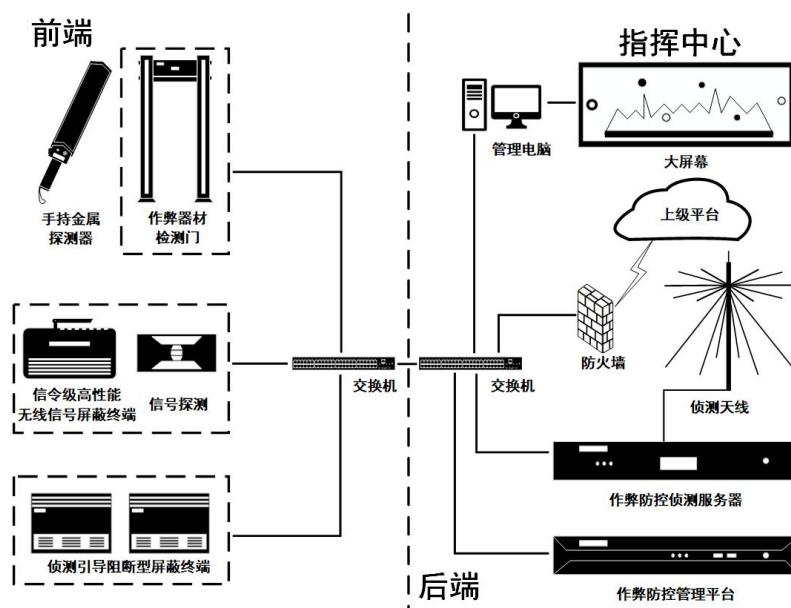 前端
指挥中心
管理电脑
大屏幕
手持金属
探测器
作弊器材
检测门
上级平台
防火墙
信令级高性能
无线信号屏蔽终端
信号探测
交换机
交换机
侦测天线
作弊防控侦测服务器
侦测引导阻断型屏蔽终端
后端
作弊防控管理平台